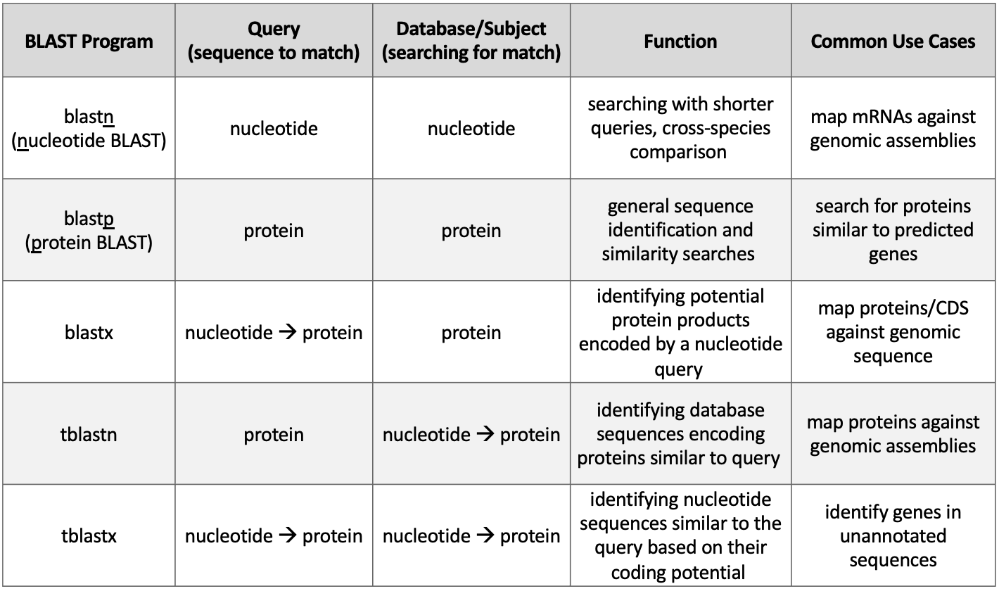 BLAST Program
Query
(sequence to match)
Database/Subject
(searching for match)
Function
Common Use Cases
blastn
(nucleotide BLAST)
nucleotide
nucleotide
searching with shorter
queries, cross-species
comparison
map mRNAs against
genomic assemblies
blastp
(protein BLAST)
protein
protein
general sequence
identification and
similarity searches
search for proteins
similar to predicted
genes
blastx
nucleotide → protein
protein
identifying potential
protein products
encoded by a nucleotide
query
map proteins/CDS
against genomic
sequence
tblastn
protein
nucleotide → protein
identifying database
sequences encoding
proteins similar to query
map proteins against
genomic assemblies
tblastx
nucleotide → protein
nucleotide → protein
identifying nucleotide
sequences similar to the
query based on their
coding potential
identify genes in
unannotated
sequences